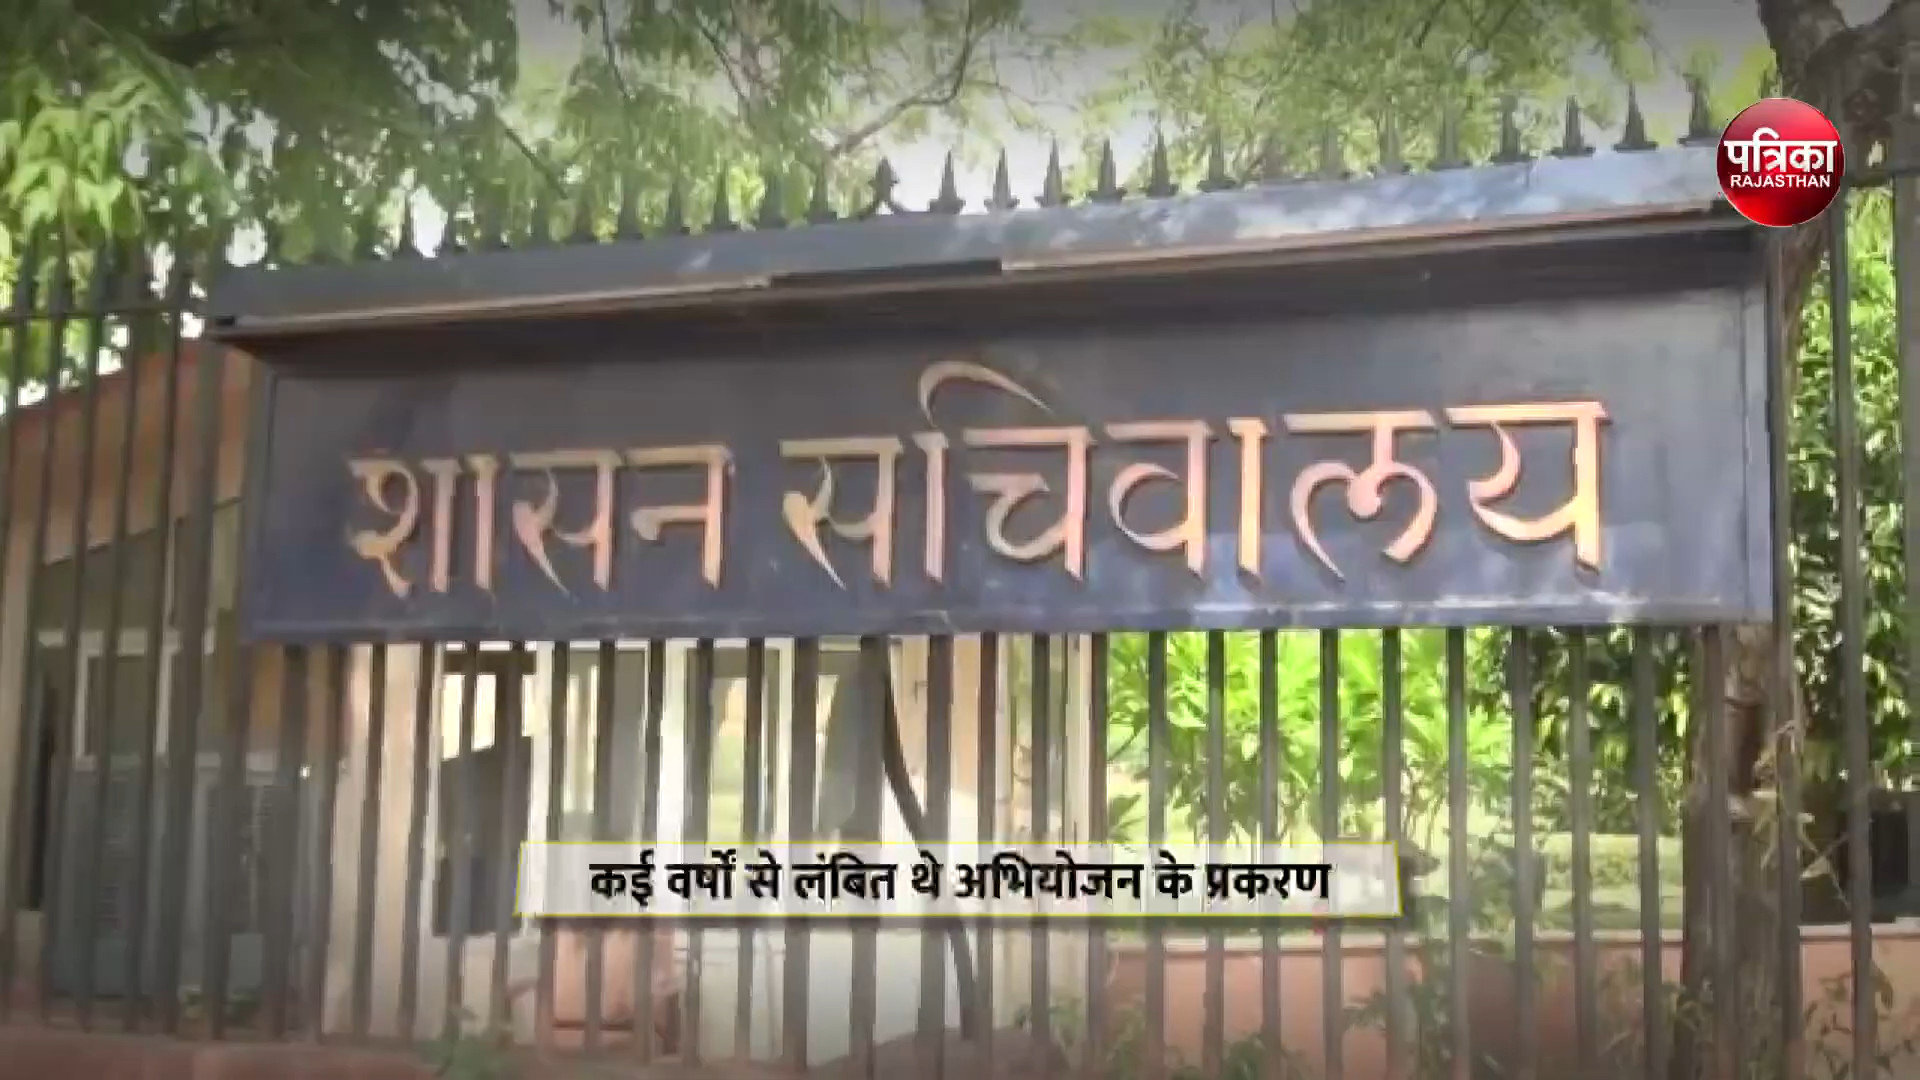 पत्रिका
RAJASTHAN
शासन सचिवालय
कई वर्षों से लंबित थे अभियोजन के प्रकरण